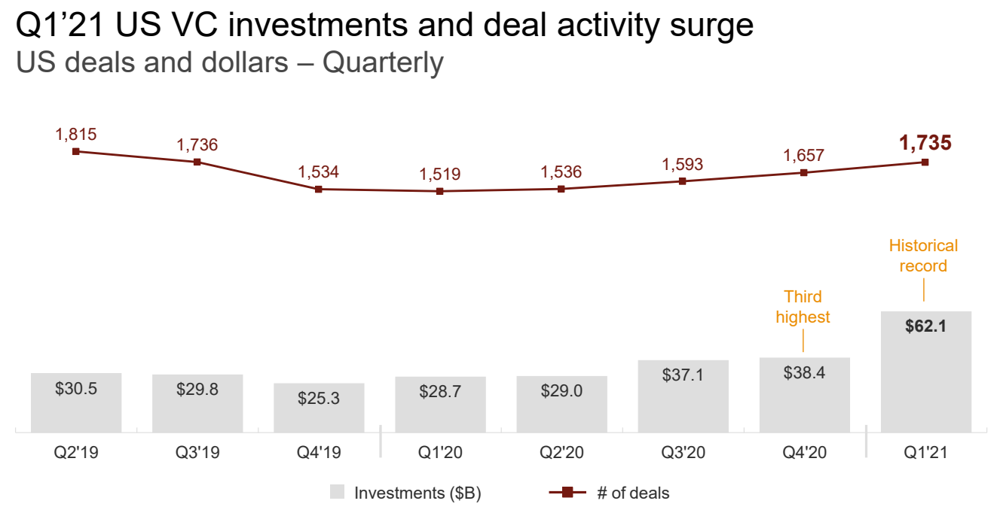 Q1’21 US VC investments and deal activity surge
US deals and dollars – Quarterly
1,815
1,736
1,534
1,519
1,536
1,593
1,657
1,735
Historical
record
Third
highest
$30.5
$29.8
$25.3
$28.7
$29.0
$37.1
$38.4
$62.1
Q2'19
Q3'19
Q4'19
Q1'20
Q2'20
Q3'20
Q4'20
Q1'21
Investments ($B)
# of deals